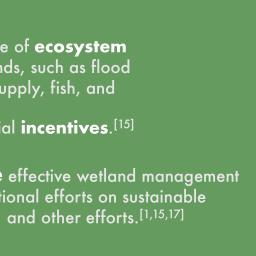 e of ecosystem
nds, such as flood
upply, fish, and
ial incentives.[15]
e effective wetland management
tional efforts on sustainable
and other efforts.[1,15,17]